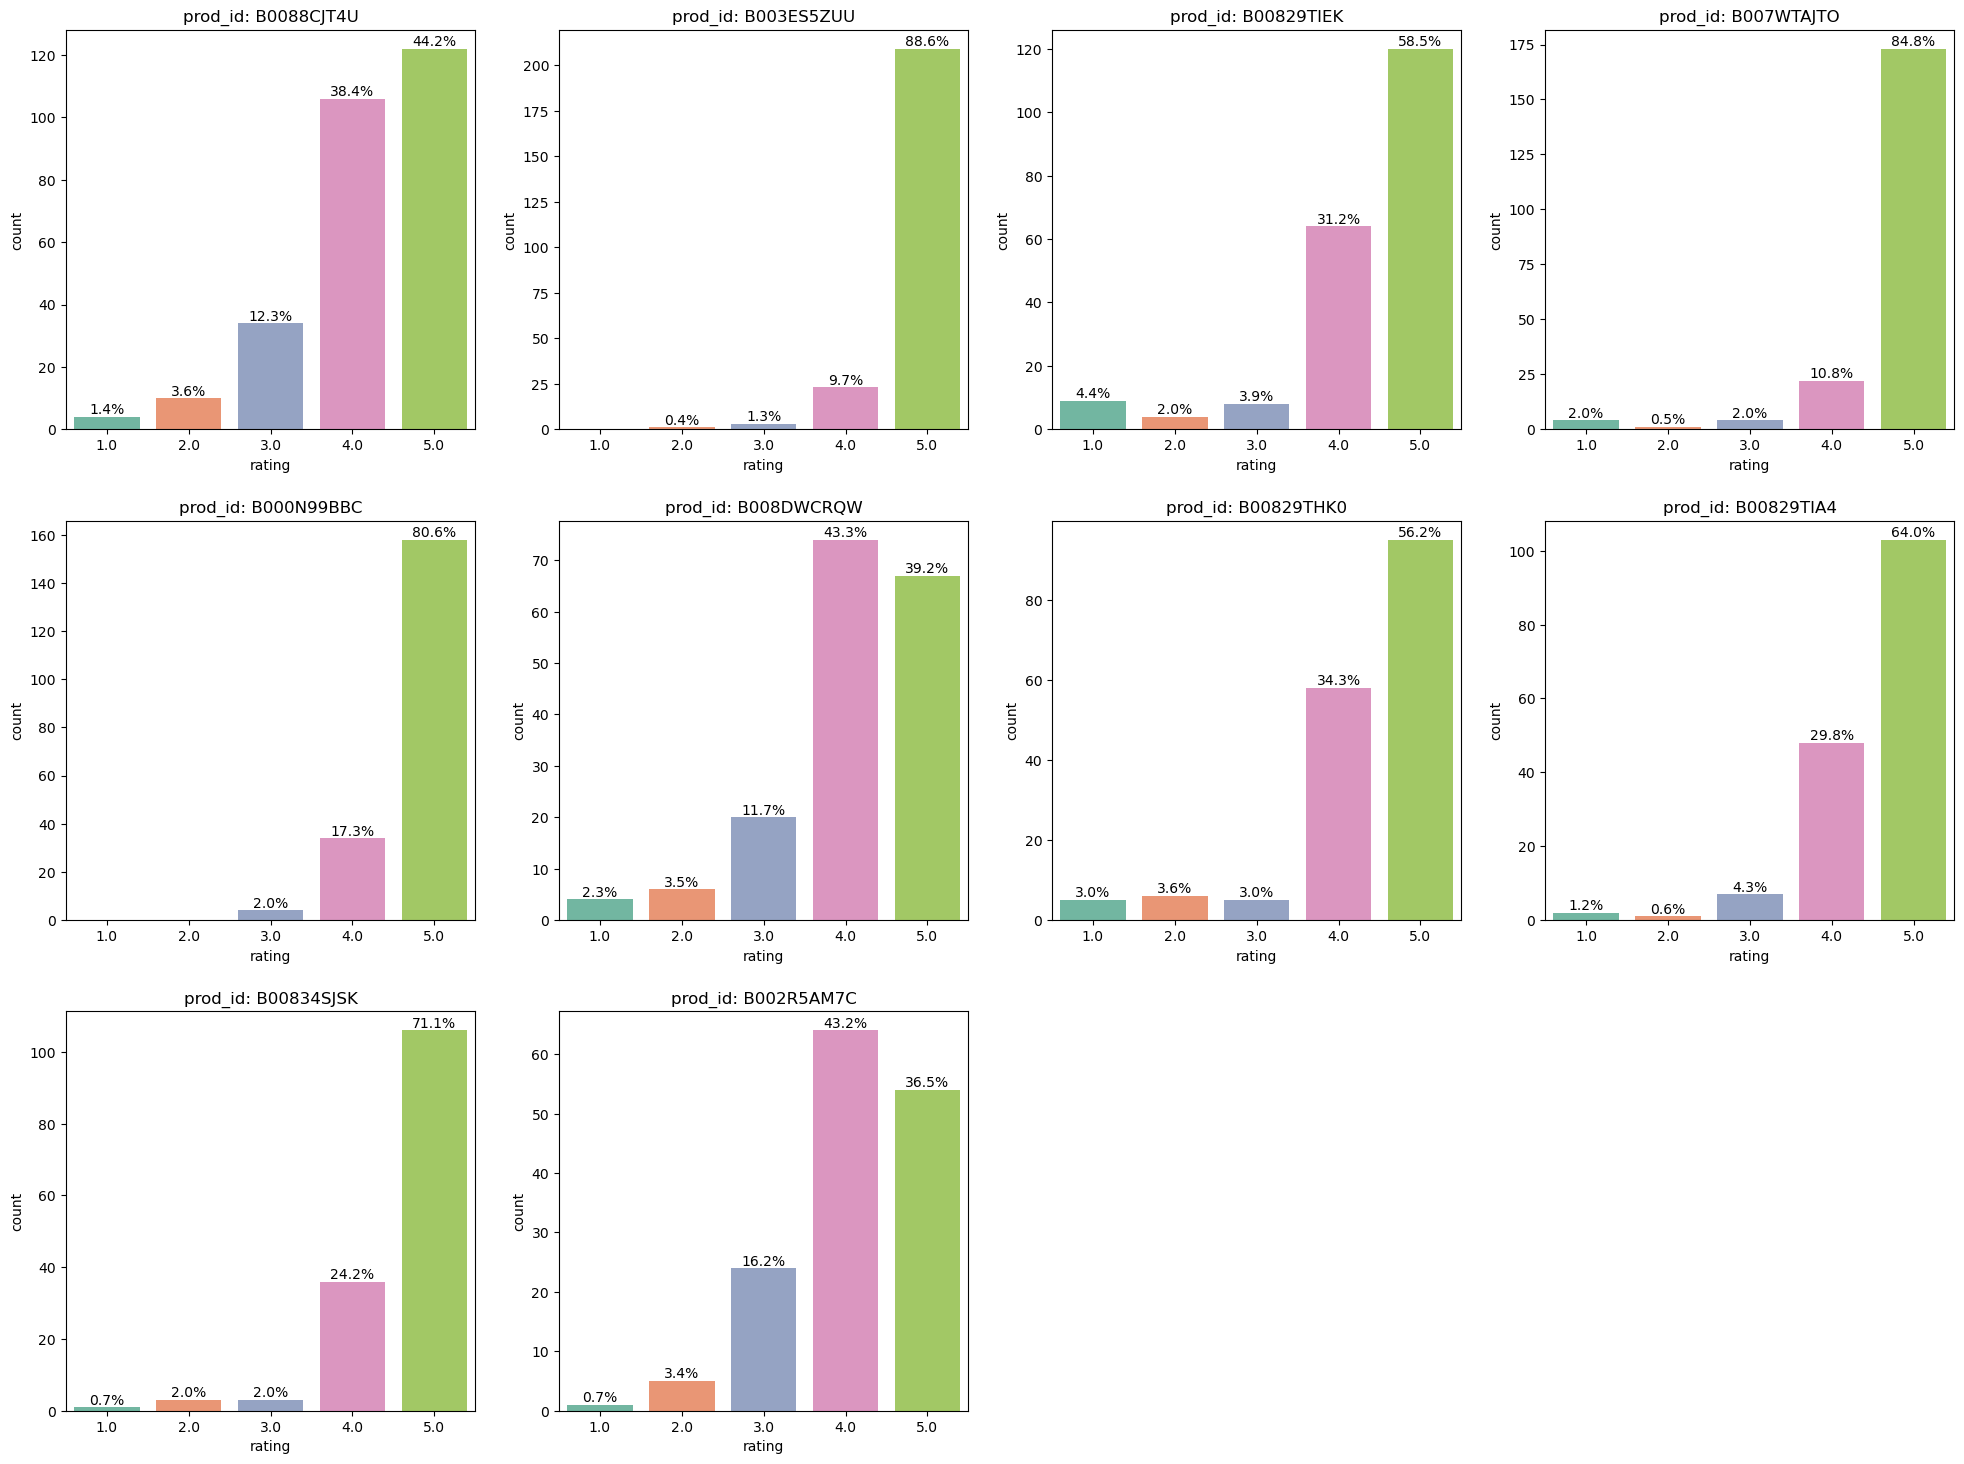 prod_id: B0088CJT4U
count
120
100
80
60
40
20
0
1.4%
3.6%
12.3%
38.4%
44.2%
1.0 2.0 3.0 4.0 5.0
rating
prod_id: B003ES5ZUU
count
200
175
150
125
100
75
50
25
0
0.4%
1.3%
9.7%
88.6%
1.0 2.0 3.0 4.0 5.0
rating
prod_id: B00829TIEK
count
120
100
80
60
40
20
0
4.4%
2.0%
3.9%
31.2%
58.5%
1.0 2.0 3.0 4.0 5.0
rating
prod_id: B007WTAJTO
count
175
150
125
100
75
50
25
0
2.0%
0.5%
2.0%
10.8%
84.8%
1.0 2.0 3.0 4.0 5.0
rating
prod_id: B000N99BBC
count
160
140
120
100
80
60
40
20
0
2.0%
17.3%
80.6%
1.0 2.0 3.0 4.0 5.0
rating
prod_id: B008DWCRQW
count
70
60
50
40
30
20
10
0
2.3%
3.5%
11.7%
43.3%
39.2%
1.0 2.0 3.0 4.0 5.0
rating
prod_id: B00829THK0
count
80
60
40
20
0
3.0%
3.6%
3.0%
34.3%
56.2%
1.0 2.0 3.0 4.0 5.0
rating
prod_id: B00829TIA4
count
100
80
60
40
20
0
1.2%
0.6%
4.3%
29.8%
64.0%
1.0 2.0 3.0 4.0 5.0
rating
prod_id: B00834SJSK
count
100
80
60
40
20
0
0.7%
2.0%
2.0%
24.2%
71.1%
1.0 2.0 3.0 4.0 5.0
rating
prod_id: B002R5AM7C
count
60
50
40
30
20
10
0
0.7%
3.4%
16.2%
43.2%
36.5%
1.0 2.0 3.0 4.0 5.0
rating